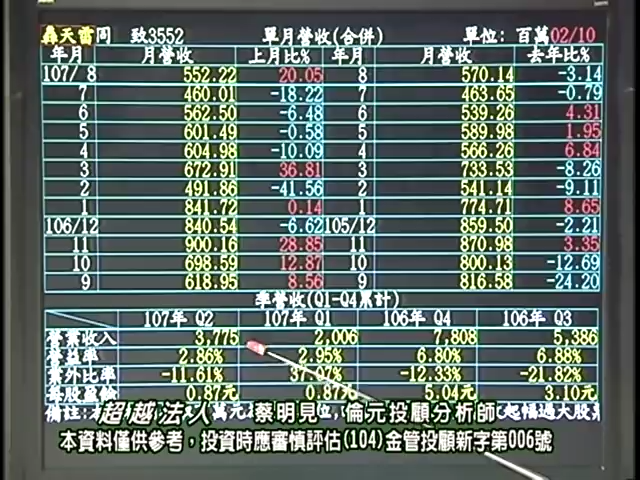 轟天雷同 致3552 單月營收(合併) 單位: 百萬02/10
年月 月營收 上月比% 年月 月營收 去年比%
107/ 8 552.22 20.05 8 570.14 -3.14
7 460.01 -18.22 7 463.65 -0.79
6 562.50 -6.48 6 539.26 4.31
5 601.49 -0.58 5 589.98 1.95
4 604.98 -10.09 4 566.26 6.84
3 672.91 36.81 3 733.53 -8.26
2 491.86 -41.56 2 541.14 -9.11
1 841.72 0.14 1 774.71 8.65
106/12 840.54 -6.62 105/12 859.50 -2.21
11 900.16 28.85 11 870.98 3.35
10 698.59 12.87 10 800.13 -12.69
9 618.95 8.56 9 816.58 -24.20
季營收(Q1-Q4累計)
107年 Q2 107年 Q1 106年 Q4 106年 Q3
營業收入 3,775 2,006 7,808 5,386
營益率 2.86% 2.95% 6.80% 6.88%
業外比率 -11.61% 37.07% -12.33% -21.82%
每股盈餘 0.87元 0.87元 5.04元 3.10元
備註: 萬元 位, 起幅過大股
超越法人 蔡明見，倫元投顧分析師
本資料僅供參考，投資時應審慎評估(104)金管投顧新字第006號